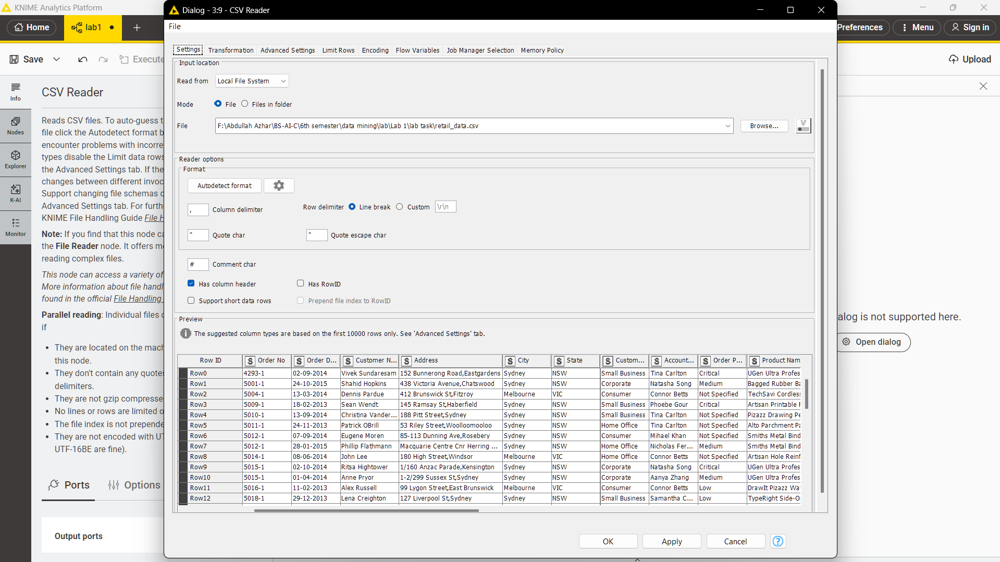 KNIME Analytics Platform
Home
lab1
Preferences
Menu
Sign in
Save
Execute
Upload
Info
Nodes
Explorer
K-AI
Monitor
CSV Reader
Reads CSV files. To auto-guess t
file click the Autodetect format b
encounter problems with incorre
types disable the Limit data rows
the Advanced Settings tab. If the
changes between different invoc
Support changing file schemas o
Advanced Settings tab. For furth
KNIME File Handling Guide File H
Note: If you find that this node ca
the File Reader node. It offers m
reading complex files.
This node can access a variety of
More information about file handl
found in the official File Handling
Parallel reading: Individual files c
if
• They are located on the mach
this node.
• They don't contain any quotes
delimiters.
• They are not gzip compresse
• No lines or rows are limited o
• The file index is not prepende
• They are not encoded with UT
UTF-16BE are fine).
Ports
Options
Output ports
Dialog - 3:9 - CSV Reader
File
Settings Transformation Advanced Settings Limit Rows Encoding Flow Variables Job Manager Selection Memory Policy
Input location
Read from Local File System
Mode File Files in folder
File F:\Abdullah Azhar\BS-AI-C\6th semester\data mining\lab\Lab 1\lab task\retail_data.csv Browse... V
Reader options
Format
Autodetect format
, Column delimiter Row delimiter Line break Custom \r\n
" Quote char " Quote escape char
# Comment char
Has column header Has RowID
Support short data rows Prepend file index to RowID
Preview
The suggested column types are based on the first 10000 rows only. See 'Advanced Settings' tab.
Row ID S Order No S Order D... S Customer N... S Address S City S State S Custom... S Account... S Order P... S Product Nam
Row0 4293-1 02-09-2014 Vivek Sundaresam 152 Bunnerong Road,Eastgardens Sydney NSW Small Business Tina Carlton Critical UGen Ultra Profes
Row1 5001-1 24-10-2015 Shahid Hopkins 438 Victoria Avenue,Chatswood Sydney NSW Corporate Natasha Song Medium Bagged Rubber Ba
Row2 5004-1 13-03-2014 Dennis Pardue 412 Brunswick St,Fitzroy Melbourne VIC Consumer Connor Betts Not Specified TechSavi Cordless
Row3 5009-1 18-02-2013 Sean Wendt 145 Ramsay St,Haberfield Sydney NSW Small Business Phoebe Gour Critical Artisan Printable
Row4 5010-1 13-09-2014 Christina Vander... 188 Pitt Street,Sydney Sydney NSW Small Business Tina Carlton Not Specified Pizazz Drawing Pe
Row5 5011-1 24-11-2013 Patrick OBrill 53 Riley Street,Woolloomooloo Sydney NSW Home Office Tina Carlton Not Specified Alto Parchment Pa
Row6 5012-1 07-09-2014 Eugene Moren 85-113 Dunning Ave,Rosebery Sydney NSW Consumer Mihael Khan Not Specified Smiths Metal Bind
Row7 5012-1 28-01-2015 Phillip Flathmann Macquarie Centre Cnr Herring ... Sydney NSW Home Office Nicholas Fer... Medium Smiths Metal Bind
Row8 5014-1 08-06-2014 John Lee 180 High Street,Windsor Melbourne VIC Home Office Connor Betts Not Specified Artisan Hole Reinf
Row9 5015-1 02-10-2014 Ritsa Hightower 1/160 Anzac Parade,Kensington Sydney NSW Corporate Natasha Song Critical UGen Ultra Profes
Row10 5015-1 01-04-2014 Anne Pryor 1-2/299 Sussex St,Sydney Sydney NSW Corporate Aanya Zhang Medium UGen Ultra Profes
Row11 5016-1 11-02-2013 Alex Russell 99 Lygon Street,East Brunswick Melbourne VIC Consumer Connor Betts Low DrawIt Pizazz Wa
Row12 5018-1 29-12-2013 Lena Creighton 127 Liverpool St,Sydney Sydney NSW Small Business Samantha C... Low TypeRight Side-O
OK Apply Cancel ?
alog is not supported here.
Open dialog